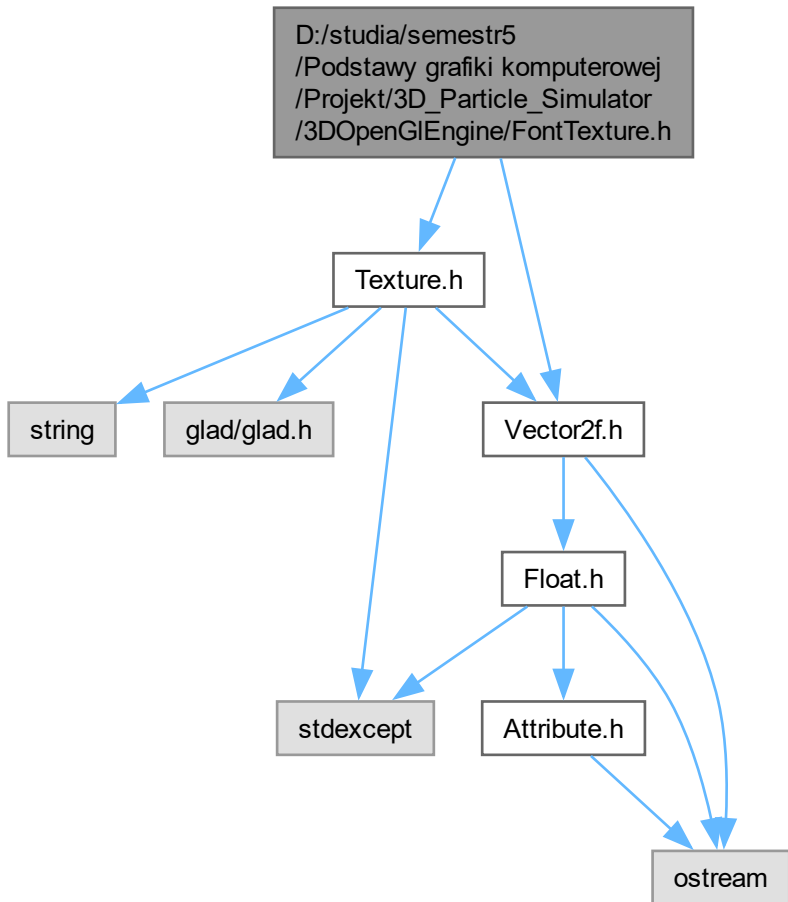 D:/studia/semestr5
/Podstawy grafiki komputerowej
/Projekt/3D_Particle_Simulator
/3DOpenGlEngine/FontTexture.h
Texture.h
string
glad/glad.h
Vector2f.h
Float.h
stdexcept
Attribute.h
ostream